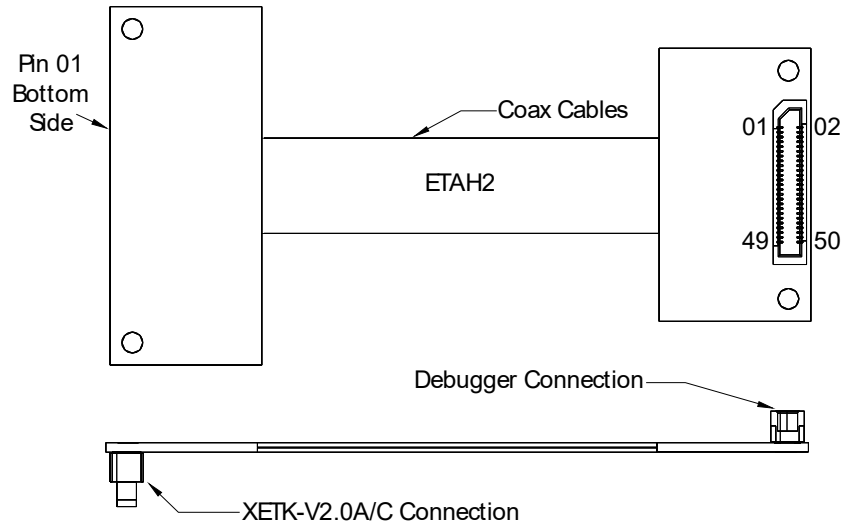 Pin 01
Bottom
Side
Coax Cables
01 02
ETAH2
49 50
Debugger Connection
XETK-V2.0A/C Connection